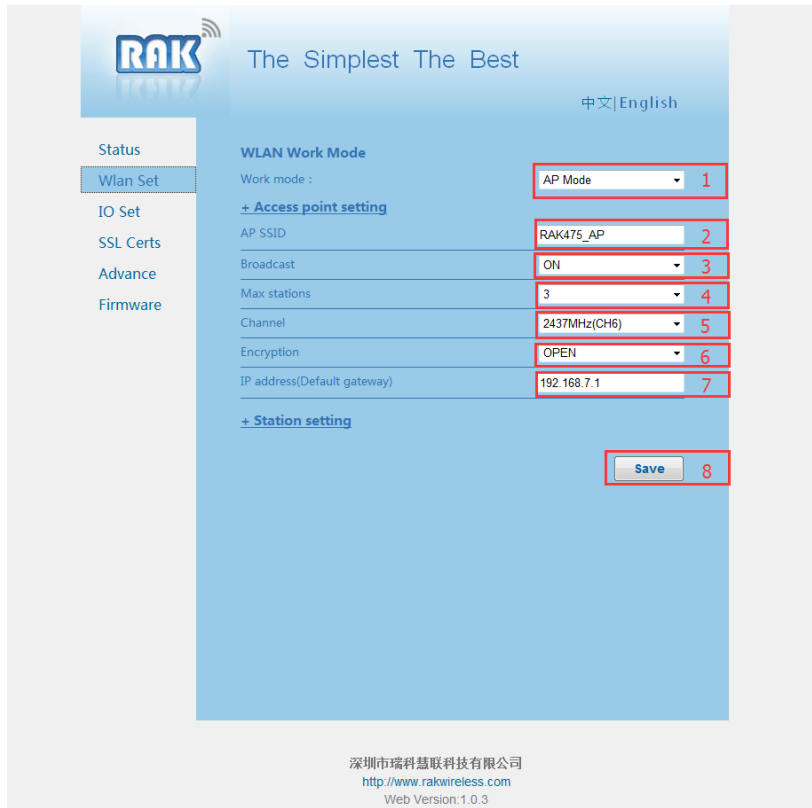 RAK
The Simplest The Best
中文|English
Status
Wlan Set
IO Set
SSL Certs
Advance
Firmware
WLAN Work Mode
Work mode : AP Mode 1
+ Access point setting
AP SSID RAK475_AP 2
Broadcast ON 3
Max stations 3 4
Channel 2437MHz(CH6) 5
Encryption OPEN 6
IP address(Default gateway) 192.168.7.1 7
+ Station setting
Save 8
深圳市瑞科慧联科技有限公司
http://www.rakwireless.com
Web Version:1.0.3